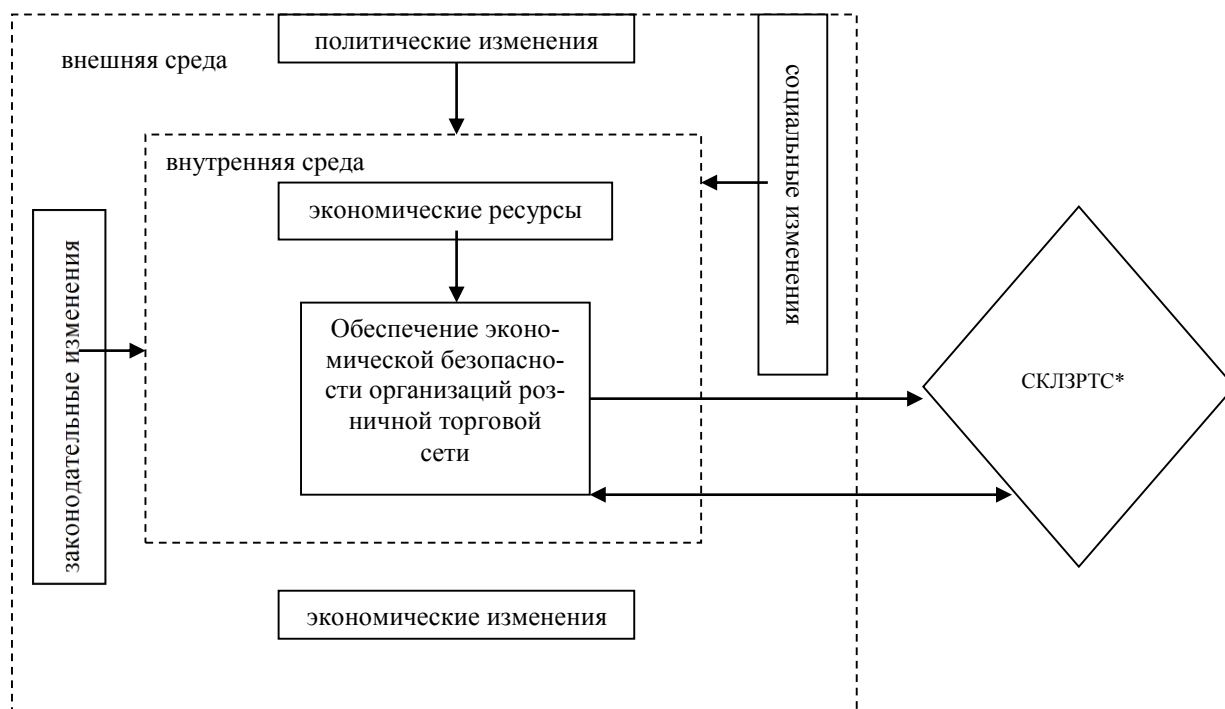 политические изменения
внешняя среда
социальные изменения
внутренняя среда
экономические ресурсы
законодательные изменения
Обеспечение эконо-
мической безопасно-
сти организаций роз-
ничной торговой
сети
СКЛЗРТС*
экономические изменения